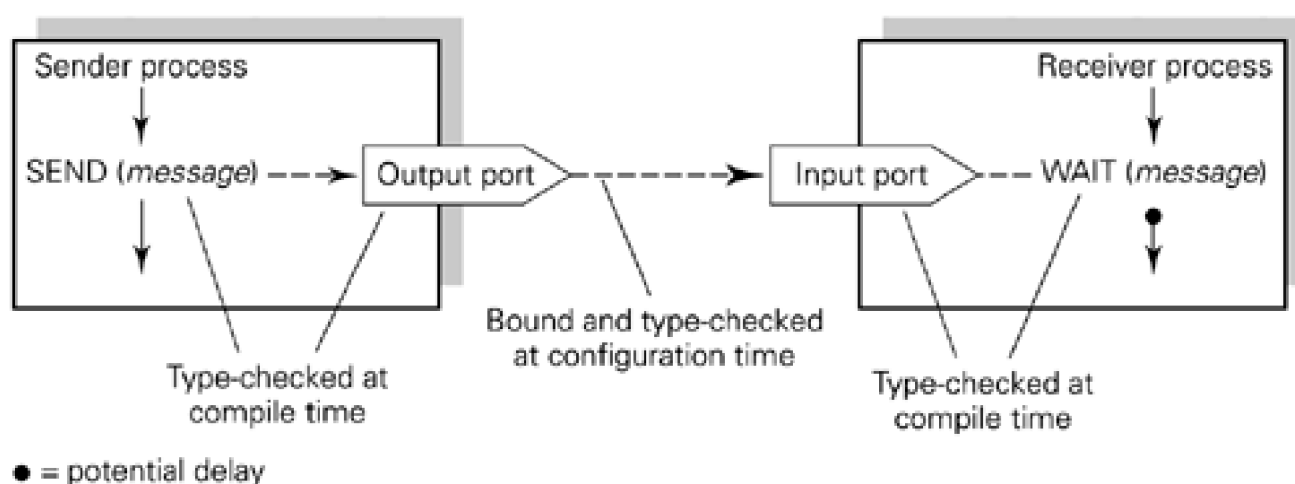 Sender process
SEND (message)
Output port
Input port
Receiver process
WAIT (message)
Bound and type-checked
at configuration time
Type-checked at
compile time
Type-checked at
compile time
● = potential delay